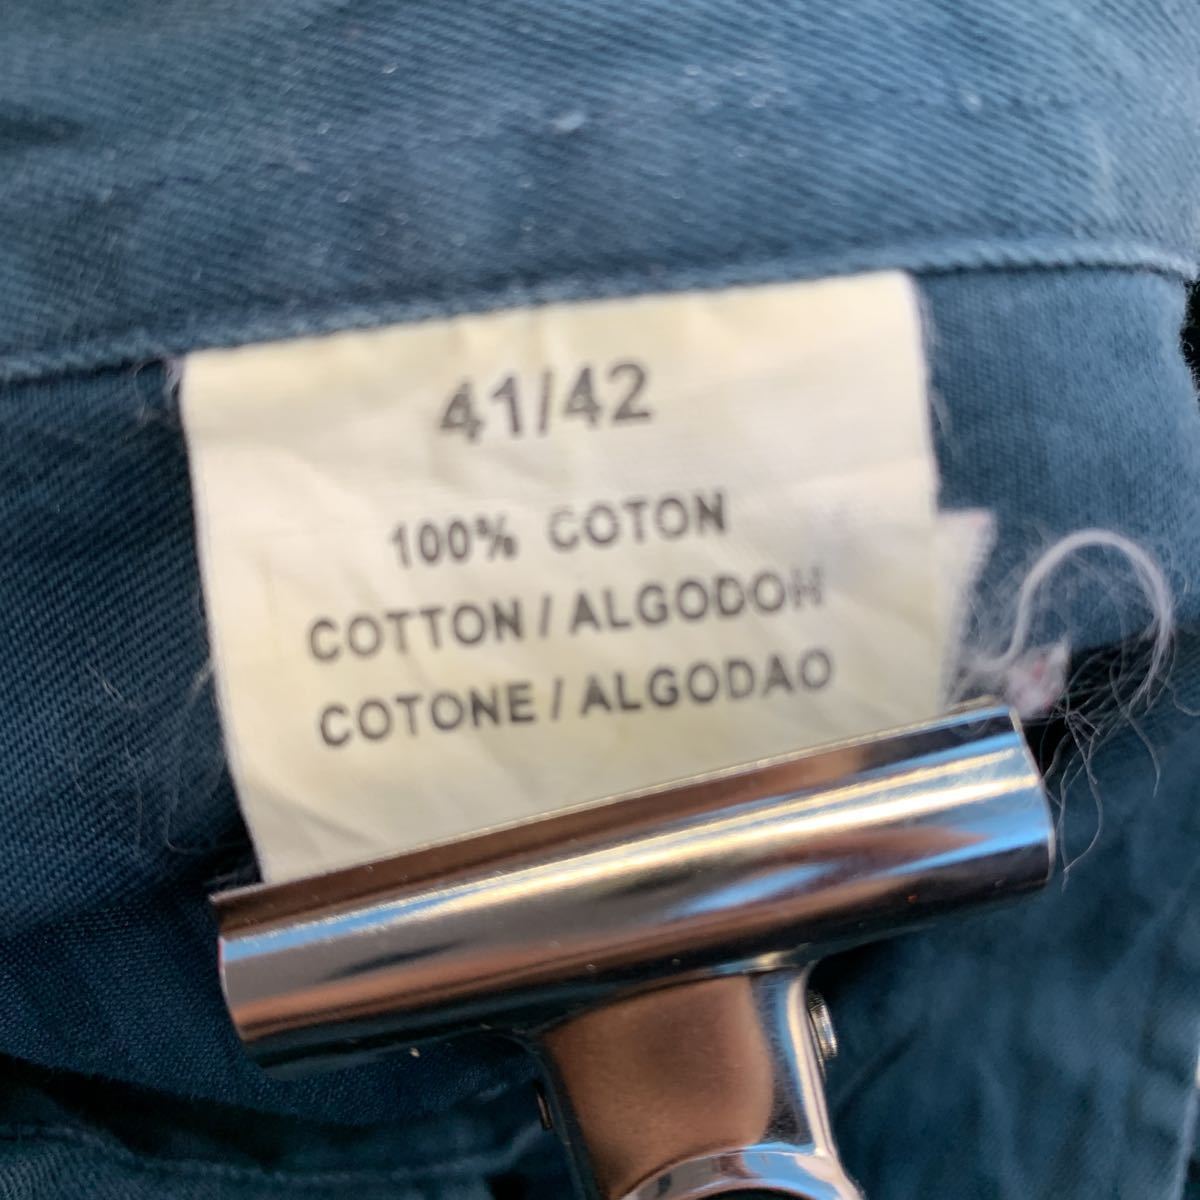 41/42
100% COTON
COTTON / ALGODOH
COTONE / ALGODAO